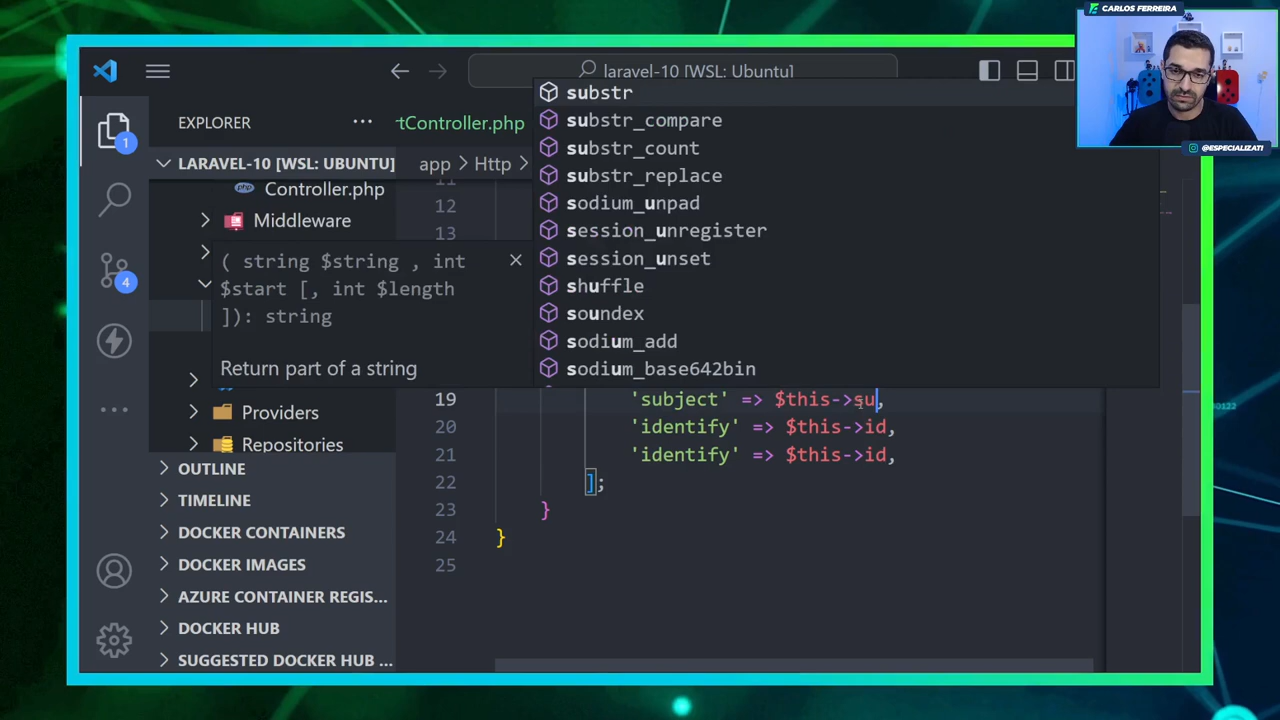 CARLOS FERREIRA
@ESPECIALIZATI
laravel-10 [WSL: Ubuntu]
EXPLORER
LARAVEL-10 [WSL: UBUNTU]
Controller.php
Middleware
Providers
Repositories
OUTLINE
TIMELINE
DOCKER CONTAINERS
DOCKER IMAGES
AZURE CONTAINER REGIS...
DOCKER HUB
SUGGESTED DOCKER HUB ...
1
4
tController.php
app > Http >
( string $string , int
$start [, int $length
]): string
Return part of a string
substr
substr_compare
substr_count
substr_replace
sodium_unpad
session_unregister
session_unset
shuffle
soundex
sodium_add
sodium_base642bin
11
12
13
19 'subject' => $this->su,
20 'identify' => $this->id,
21 'identify' => $this->id,
22 ];
23 }
24 }
25